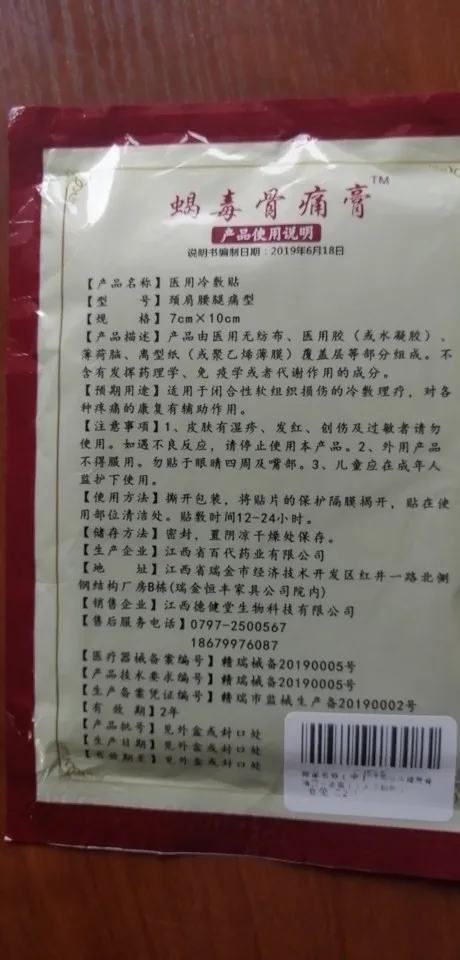 蝎毒骨痛膏™
产品使用说明
说明书编制日期：2019年6月18日
【产品名称】医用冷敷贴
【型 号】颈肩腰腿痛型
【规 格】7cm×10cm
【产品描述】产品由医用无纺布、医用胶（或水凝胶）、
薄荷脑、离型纸（或聚乙烯薄膜）覆盖层等部分组成。不
含有发挥药理学、免 疫学或者代谢作用的成分。
【预期用途】适用于闭合性软组织损伤的冷敷理疗，对各
种疼痛的康复有辅助作用。
【注意事项】1、皮肤有湿疹、发红、创伤及过敏者请勿
使用。如遇不良反应，请停止使用本产品。2、外用产品
不得服用。勿贴于眼睛四周及嘴部。3、儿童应在成年人
监护下使用。
【使用方法】撕开包装，将贴片的保护隔膜揭开，贴在使
用部位清洁处。贴敷时间12-24小时。
【储存方法】密封，置阴凉干燥处保存。
【生产企业】江西省百代药业有限公司
【地 址】江西省瑞金市经济技术开发区红井一路北侧
钢结构厂房B栋(瑞金恒丰家具公司院内)
【销售企业】江西德健堂生物科技有限公司
【售后服务电话】0797-2500567
18679976087
【医疗器械备案编号】赣瑞械备20190005号
【产品技术要求编号】赣瑞械备20190005号
【生产备案凭证编号】赣瑞市监械生产备20190002号
【有 效 期】2年
【产品批号】见外盒或封口处
【生产日期】见外盒或封口处
【有效期至】见外盒或封口处